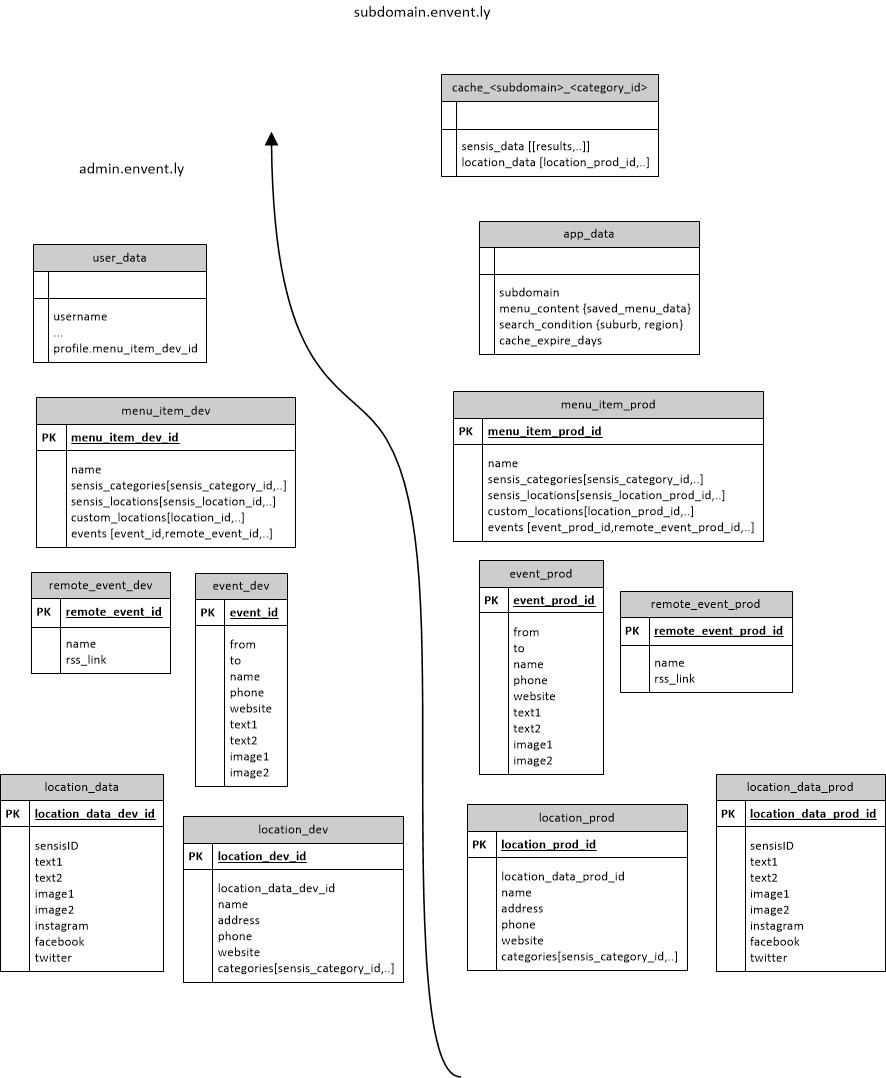 subdomain.envent.ly
cache_<subdomain>_<category_id>
sensis_data [[results,..]]
location_data [location_prod_id,..]
admin.envent.ly
app_data
subdomain
menu_content {saved_menu_data}
search_condition {suburb, region}
cache_expire_days
user_data
username
...
profile.menu_item_dev_id
menu_item_dev
PK menu_item_dev_id
name
sensis_categories[sensis_category_id,..]
sensis_locations[sensis_location_id,..]
custom_locations[location_id,..]
events [event_id,remote_event_id,..]
menu_item_prod
PK menu_item_prod_id
name
sensis_categories[sensis_category_id,..]
sensis_locations[sensis_location_prod_id,..]
custom_locations[location_prod_id,..]
events [event_prod_id,remote_event_prod_id,..]
remote_event_dev
PK remote_event_id
name
rss_link
event_dev
PK event_id
from
to
name
phone
website
text1
text2
image1
image2
event_prod
PK event_prod_id
from
to
name
phone
website
text1
text2
image1
image2
remote_event_prod
PK remote_event_prod_id
name
rss_link
location_data
PK location_data_dev_id
sensisID
text1
text2
image1
image2
instagram
facebook
twitter
location_dev
PK location_dev_id
location_data_dev_id
name
address
phone
website
categories[sensis_category_id,..]
location_prod
PK location_prod_id
location_data_prod_id
name
address
phone
website
categories[sensis_category_id,..]
location_data_prod
PK location_data_prod_id
sensisID
text1
text2
image1
image2
instagram
facebook
twitter